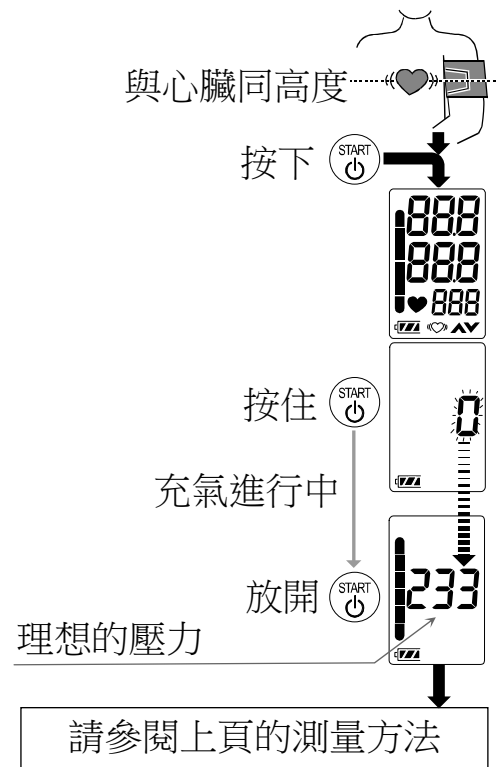 與心臟同高度
按下 START
888
888
888
按住 START
0
充氣進行中
放開 START
233
理想的壓力
請參閱上頁的測量方法